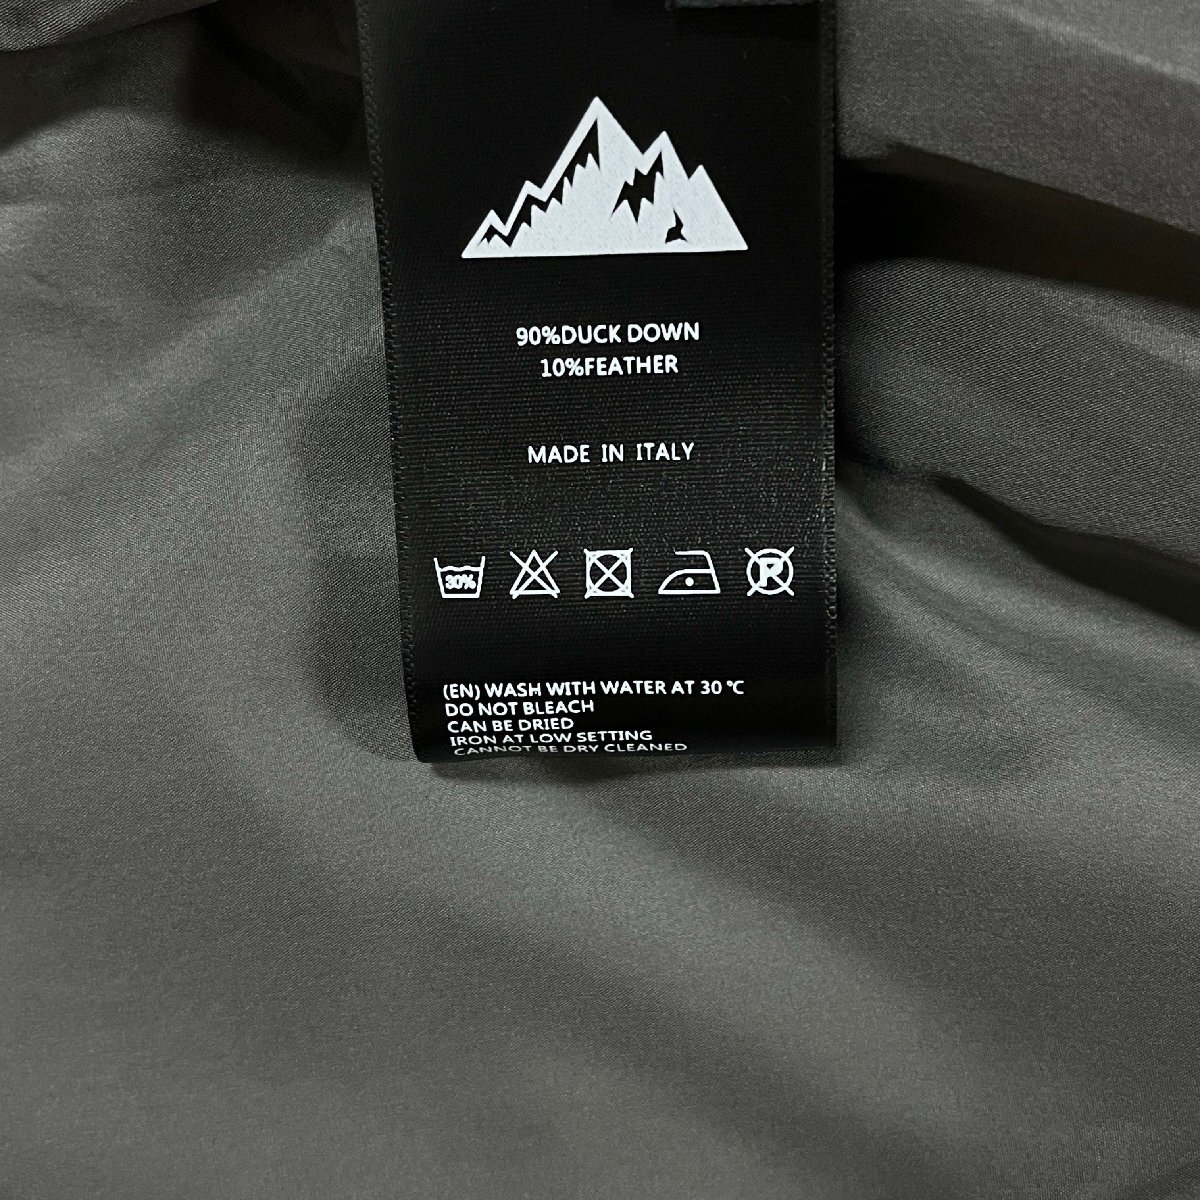 90%DUCK DOWN
10%FEATHER
MADE IN ITALY
30%
P
(EN) WASH WITH WATER AT 30 ℃
DO NOT BLEACH
CAN BE DRIED
IRON AT LOW SETTING
CANNOT BE DRY CLEANED